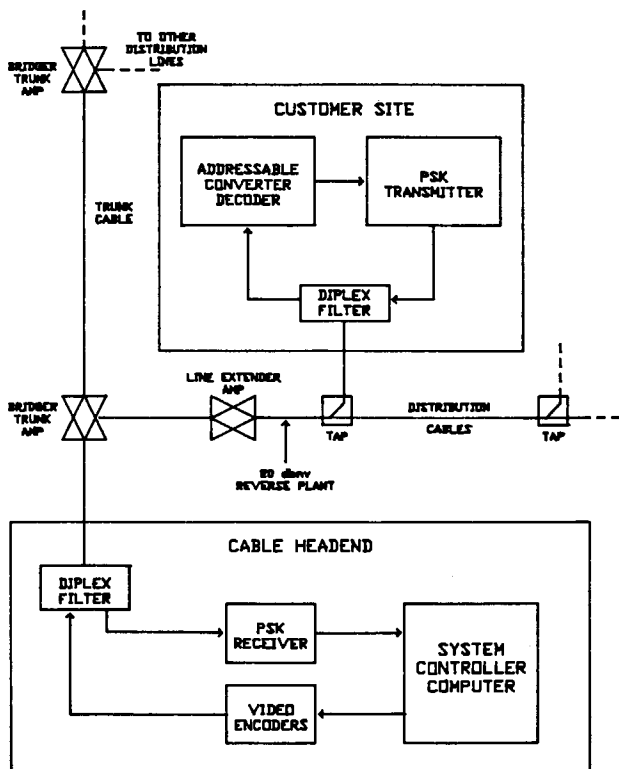 TO OTHER
DISTRIBUTION
LINES
BRIDGER
TRUNK
AMP
CUSTOMER SITE
ADDRESSABLE
CONVERTER
DECODER
PSK
TRANSMITTER
TRUNK
CABLE
DIPLEX
FILTER
LINE EXTENDER
AMP
BRIDGER
TRUNK
AMP
DISTRIBUTION
CABLES
TAP
TAP
20 dbmv
REVERSE PLANT
CABLE HEADEND
DIPLEX
FILTER
PSK
RECEIVER
SYSTEM
CONTROLLER
COMPUTER
VIDEO
ENCODERS